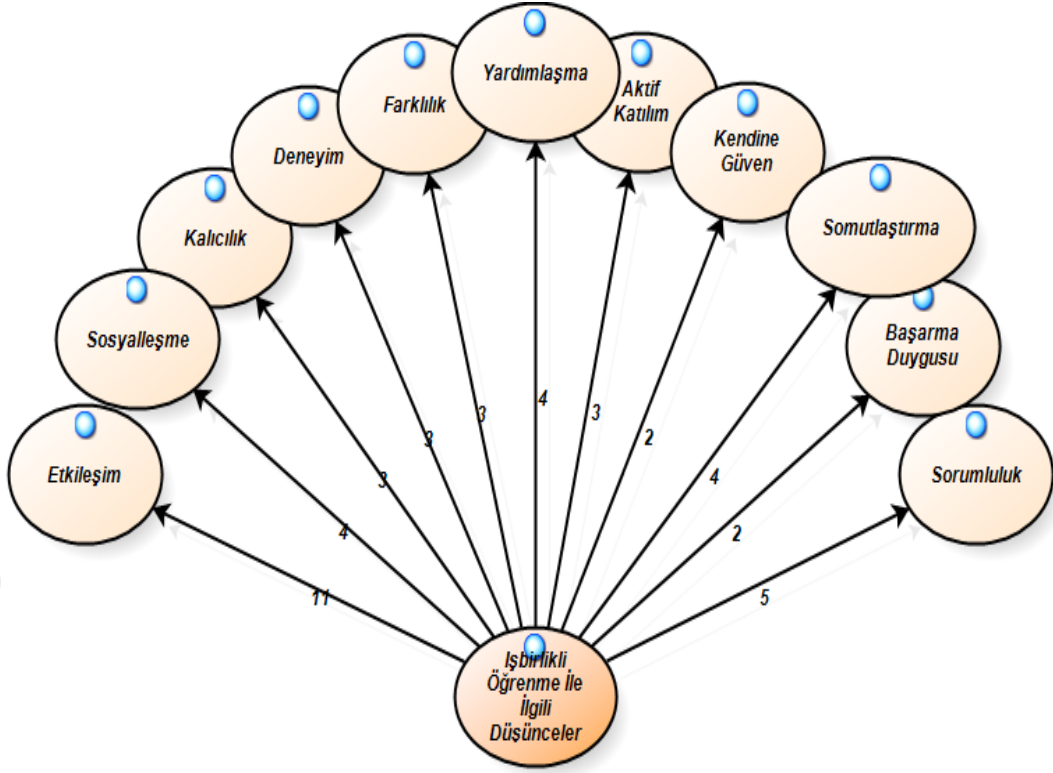 Yardımlaşma
Farklılık
Aktif
Katılım
Deneyim
Kendine
Güven
Kalıcılık
Somutlaştırma
Sosyalleşme
Başarma
Duygusu
Etkileşim
Sorumluluk
11
4
3
3
3
4
3
2
4
2
5
Işbirlikli
Öğrenme İle
İlgili
Düşünceler